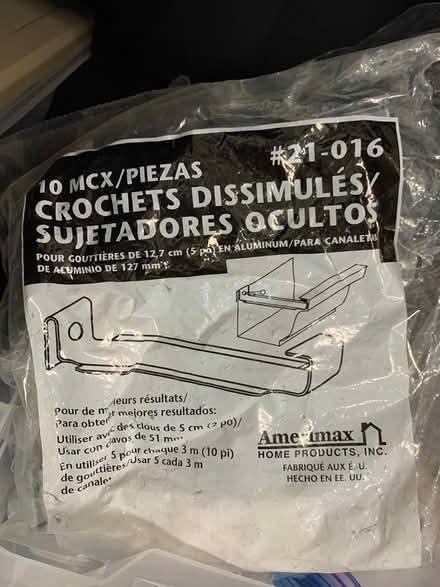 10 MCX/PIEZAS
#21-016
CROCHETS DISSIMULÉS/
SUJETADORES OCULTOS
POUR GOUTTIÈRES DE 12,7 cm (5 po) EN ALUMINUM/PARA CANALETAS
DE ALUMINIO DE 127 mm
leurs résultats/
Pour de
Para obtener mejores resultados:
Utiliser avec des clous de 5 cm (2 po)/
Usar con clavos de 51 mm
En utiliser 5 pour chaque 3 m (10 pi)
de gouttières/Usar 5 cada 3 m
de canales
Amerimax
HOME PRODUCTS, INC.
FABRIQUÉ AUX É.-U.
HECHO EN EE. UU.